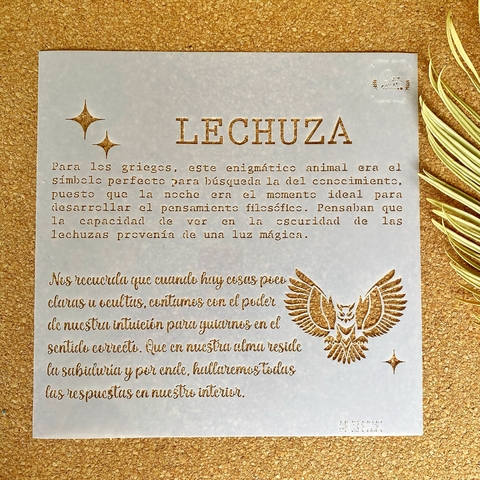 LECHUZA
Para los griegos, este enigmático animal era el
símbolo perfecto para búsqueda la del conocimiento,
puesto que la noche era el momento ideal para
desarrollar el pensamiento filosófico. Pensaban que
la capacidad de ver en la oscuridad de las
lechuzas provenía de una luz mágica.
Nos recuerda que cuando hay cosas poco
claras u ocultas, contamos con el poder
de nuestra intuición para guiarnos en el
sentido correcto. Que en nuestra alma reside
la sabiduría y por ende, hallaremos todas
las respuestas en nuestro interior.